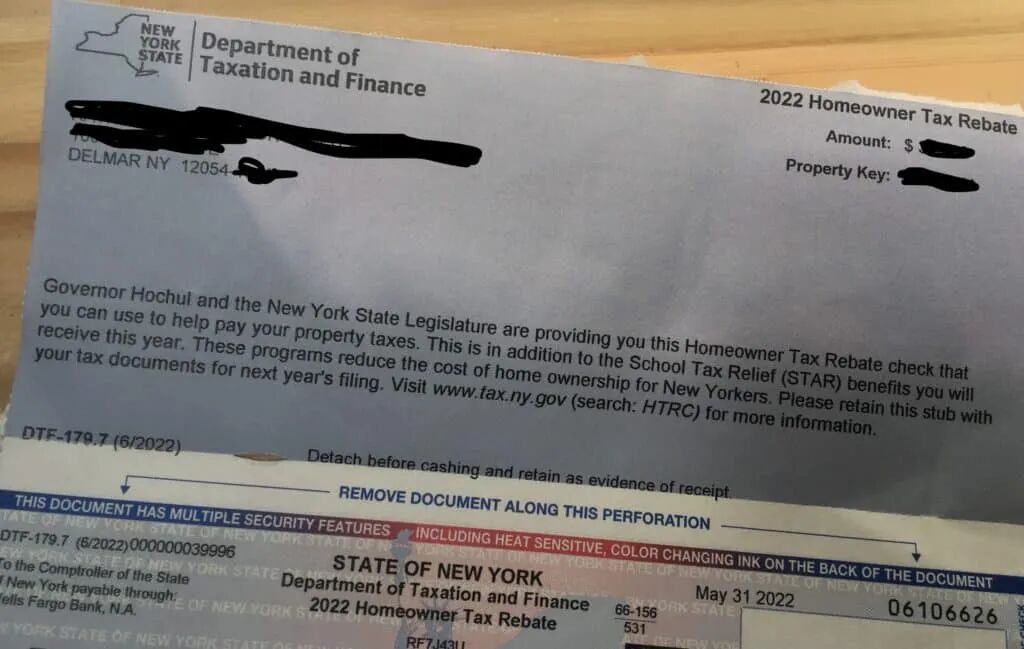 NEW
YORK
STATE
Department of
Taxation and Finance
2022 Homeowner Tax Rebate
Amount: $
Property Key:
DELMAR NY 12054-
Governor Hochul and the New York State Legislature are providing you this Homeowner Tax Rebate check that
you can use to help pay your property taxes. This is in addition to the School Tax Relief (STAR) benefits you will
receive this year. These programs reduce the cost of home ownership for New Yorkers. Please retain this stub with
your tax documents for next year's filing. Visit www.tax.ny.gov (search: HTRC) for more information.
DTF-179.7 (6/2022)
Detach before cashing and retain as evidence of receipt.
REMOVE DOCUMENT ALONG THIS PERFORATION
THIS DOCUMENT HAS MULTIPLE SECURITY FEATURES INCLUDING HEAT SENSITIVE, COLOR CHANGING INK ON THE BACK OF THE DOCUMENT
DTF-179.7 (6/2022)000000039996
To the Comptroller of the State
f New York payable through:
ells Fargo Bank, N.A.
STATE OF NEW YORK
Department of Taxation and Finance
2022 Homeowner Tax Rebate
RF7J43U
66-156
531
May 31 2022
06106626